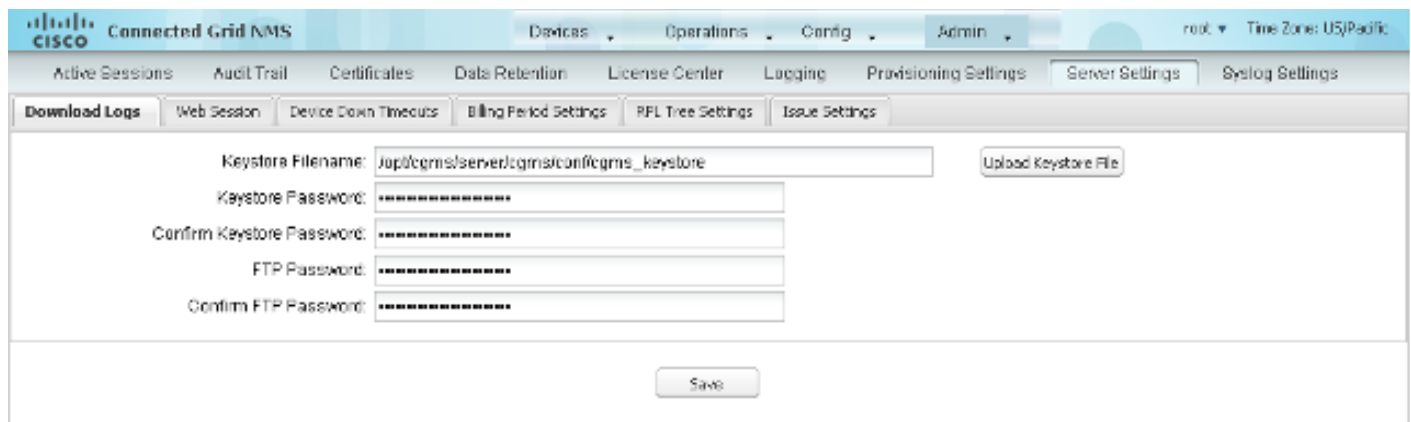 CISCO Connected Grid NMS Devices Operations Config Admin root Time Zone: US/Pacific
Active Sessions Audit Trail Certificates Data Retention License Center Logging Provisioning Settings Server Settings Syslog Settings
Download Logs Web Session Device Down Timeouts Billing Period Settings RPL Tree Settings Issue Settings
Keystore Filename: /opt/cgms/server/cgms/conf/cgms_keystore Upload Keystore File
Keystore Password:
Confirm Keystore Password:
FTP Password:
Confirm FTP Password:
Save